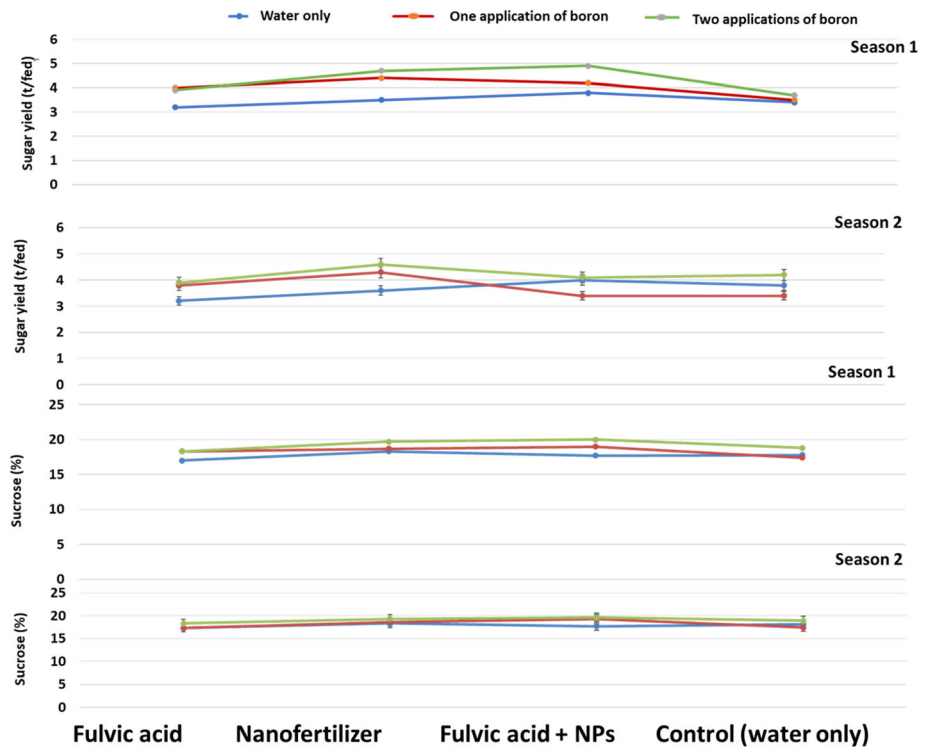 Water only One application of boron Two applications of boron
Season 1
Sugar yield (t/fed)
6
5
4
3
2
1
0
Season 2
Sugar yield (t/fed)
6
5
4
3
2
1
0
Season 1
Sucrose (%)
25
20
15
10
5
0
Season 2
Sucrose (%)
25
20
15
10
5
0
Fulvic acid Nanofertilizer Fulvic acid + NPs Control (water only)